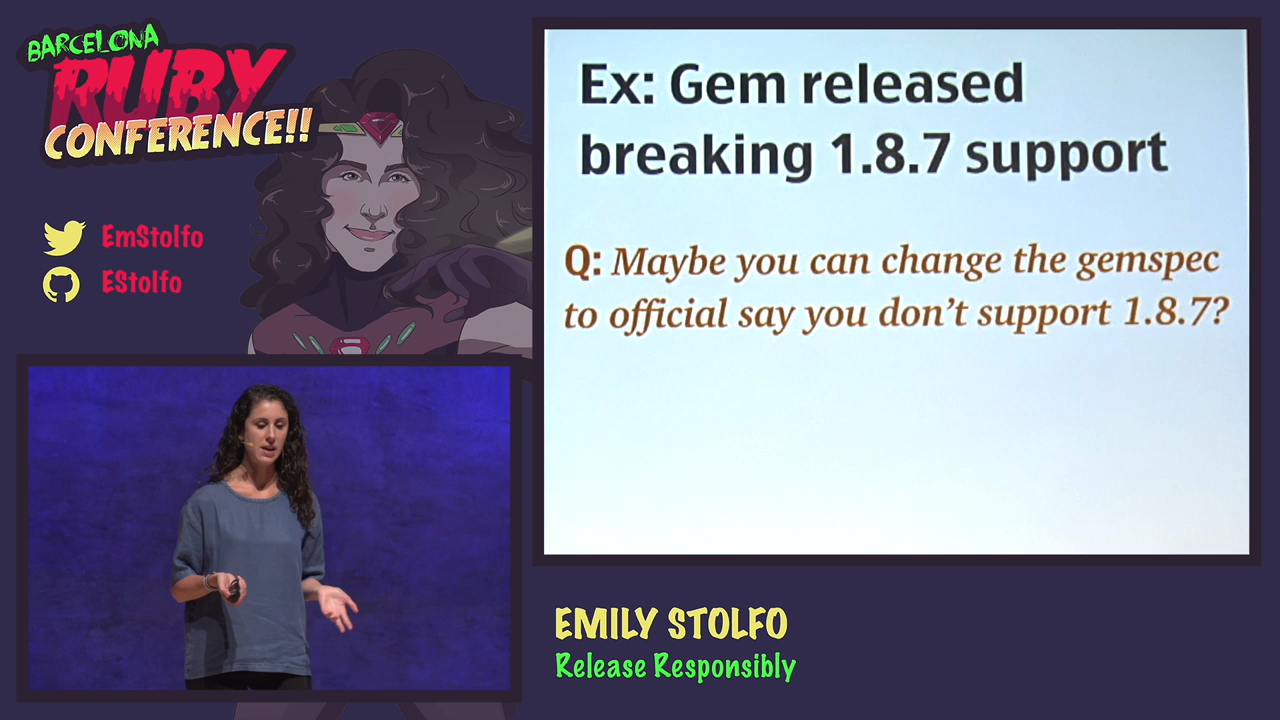 BARCELONA
RUBY
CONFERENCE!!
EmStolfo
EStolfo
Ex: Gem released
breaking 1.8.7 support
Q: Maybe you can change the gemspec
to official say you don't support 1.8.7?
EMILY STOLFO
Release Responsibly